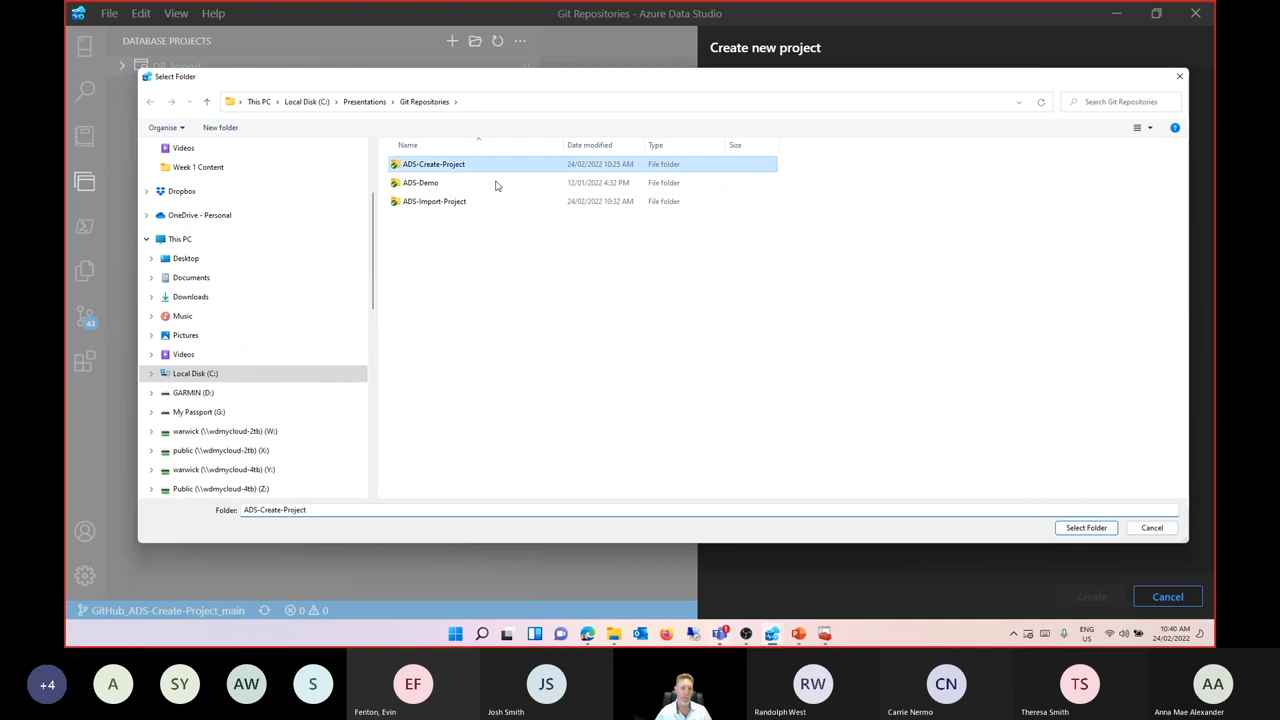 File Edit View Help
Git Repositories - Azure Data Studio
DATABASE PROJECTS
Create new project
DB_Import
Select Folder
This PC > Local Disk (C:) > Presentations > Git Repositories >
Search Git Repositories
Organise
New folder
Name Date modified Type Size
ADS-Create-Project 24/02/2022 10:25 AM File folder
ADS-Demo 12/01/2022 4:32 PM File folder
ADS-Import-Project 24/02/2022 10:32 AM File folder
Videos
Week 1 Content
Dropbox
OneDrive - Personal
This PC
Desktop
Documents
Downloads
Music
Pictures
Videos
Local Disk (C:)
GARMIN (D:)
My Passport (G:)
warwick (\\wdmycloud-2tb) (W:)
public (\\wdmycloud-2tb) (X:)
warwick (\\wdmycloud-4tb) (Y:)
Public (\\wdmycloud-4tb) (Z:)
43
Folder: ADS-Create-Project
Select Folder
Cancel
Create
Cancel
GitHub_ADS-Create-Project_main
0 0
ENG
US
10:40 AM
24/02/2022
+4
A
SY
AW
S
EF
Fenton, Evin
JS
Josh Smith
RW
Randolph West
CN
Carrie Nermo
TS
Theresa Smith
AA
Anna Mae Alexander